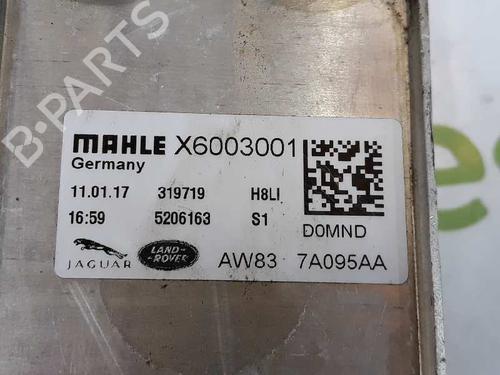 B-PARTS
MAHLE X6003001
Germany
11.01.17 319719 H8LI
16:59 5206163 S1
D0MND
JAGUAR LAND-ROVER AW83 7A095AA